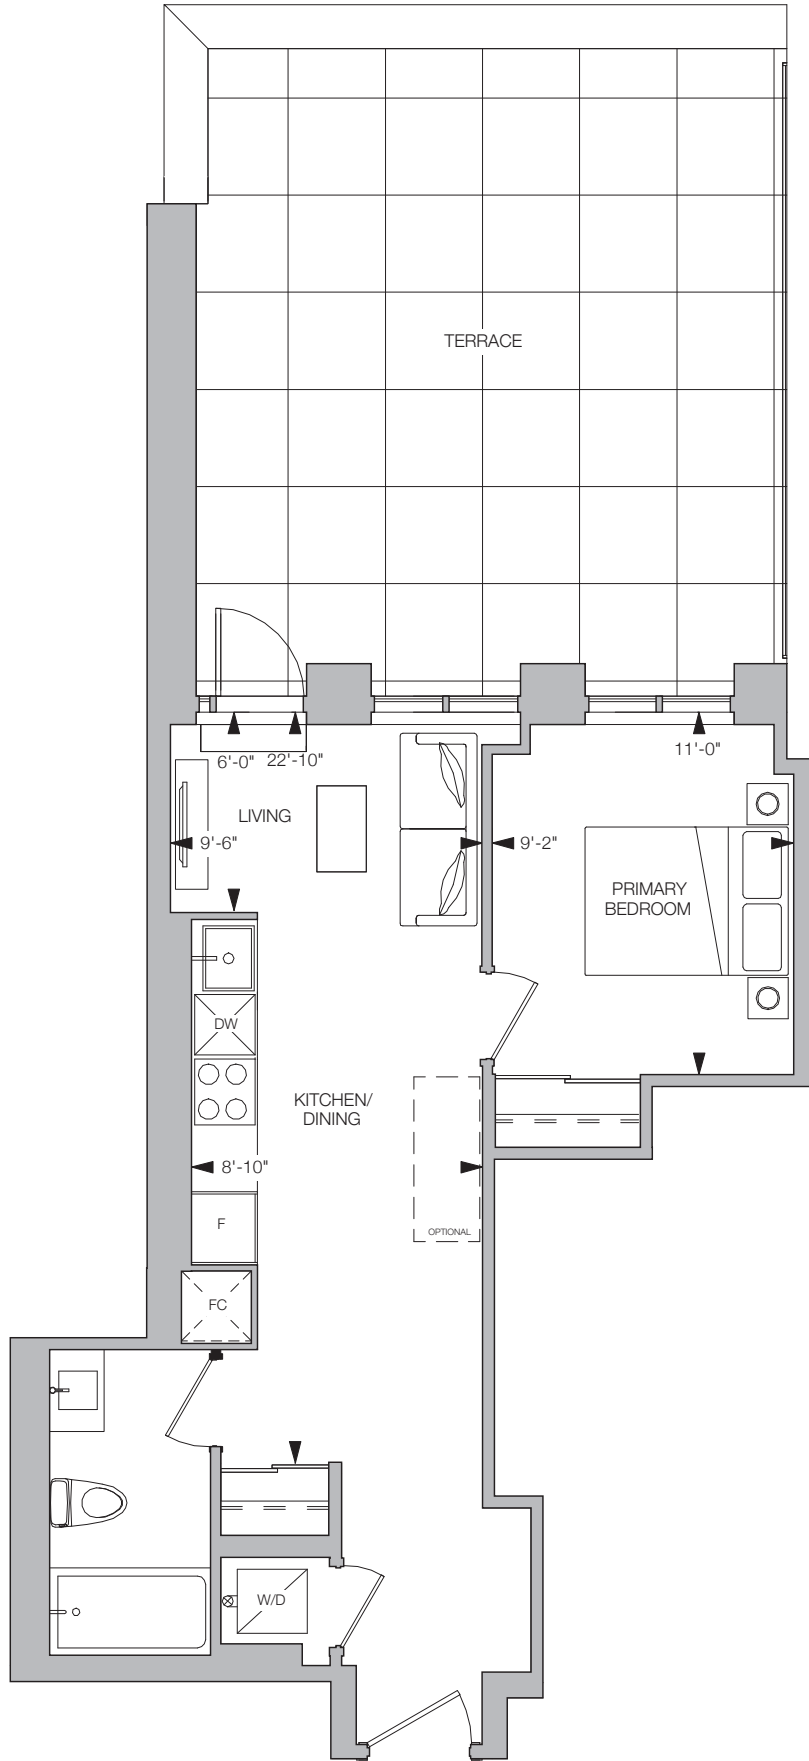 TERRACE
6'-0" 22'-10"
11'-0"
LIVING
9'-6"
9'-2"
PRIMARY
BEDROOM
DW
KITCHEN/
DINING
8'-10"
F
OPTIONAL
FC
W/D